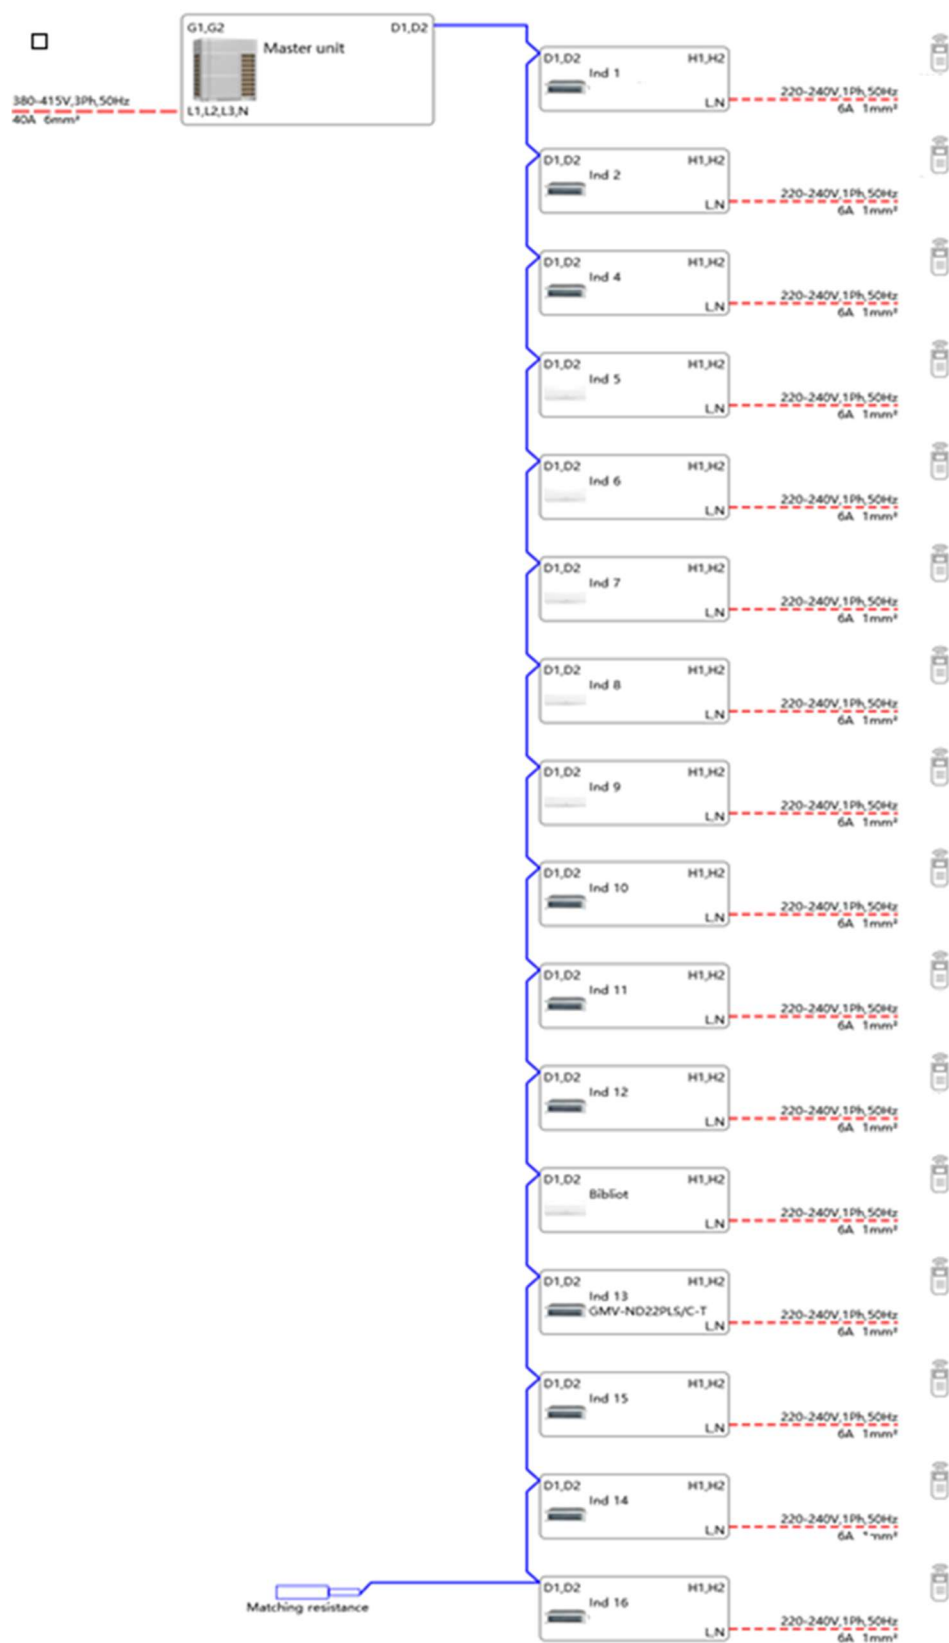 G1,G2 D1,D2
Master unit
380-415V,3Ph,50Hz
40A 6mm²
L1,L2,L3,N
D1,D2 H1,H2
Ind 1
L,N
220-240V,1Ph,50Hz
6A 1mm²
D1,D2 H1,H2
Ind 2
L,N
220-240V,1Ph,50Hz
6A 1mm²
D1,D2 H1,H2
Ind 4
L,N
220-240V,1Ph,50Hz
6A 1mm²
D1,D2 H1,H2
Ind 5
L,N
220-240V,1Ph,50Hz
6A 1mm²
D1,D2 H1,H2
Ind 6
L,N
220-240V,1Ph,50Hz
6A 1mm²
D1,D2 H1,H2
Ind 7
L,N
220-240V,1Ph,50Hz
6A 1mm²
D1,D2 H1,H2
Ind 8
L,N
220-240V,1Ph,50Hz
6A 1mm²
D1,D2 H1,H2
Ind 9
L,N
220-240V,1Ph,50Hz
6A 1mm²
D1,D2 H1,H2
Ind 10
L,N
220-240V,1Ph,50Hz
6A 1mm²
D1,D2 H1,H2
Ind 11
L,N
220-240V,1Ph,50Hz
6A 1mm²
D1,D2 H1,H2
Ind 12
L,N
220-240V,1Ph,50Hz
6A 1mm²
D1,D2 H1,H2
Bibliot
L,N
220-240V,1Ph,50Hz
6A 1mm²
D1,D2 H1,H2
Ind 13
GMV-ND22PLS/C-T
L,N
220-240V,1Ph,50Hz
6A 1mm²
D1,D2 H1,H2
Ind 15
L,N
220-240V,1Ph,50Hz
6A 1mm²
D1,D2 H1,H2
Ind 14
L,N
220-240V,1Ph,50Hz
6A
D1,D2 H1,H2
Ind 16
L,N
220-240V,1Ph,50Hz
6A 1mm²
Matching resistance